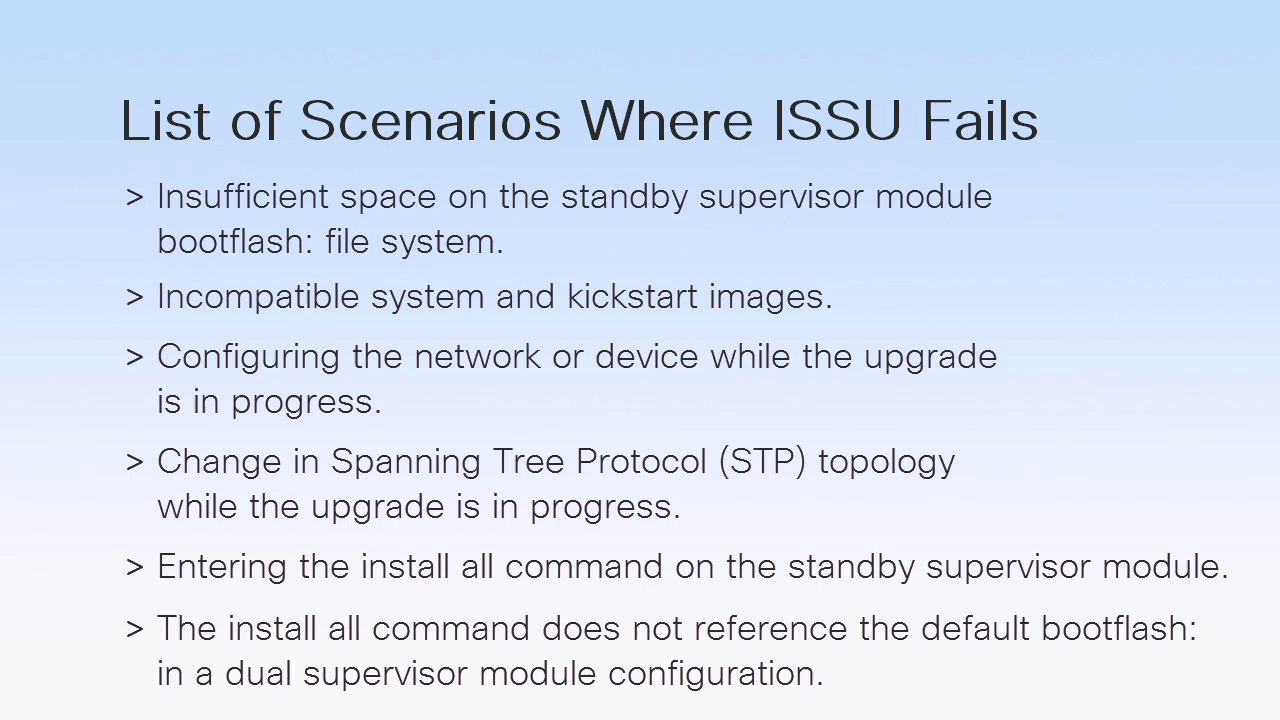 List of Scenarios Where ISSU Fails
> Insufficient space on the standby supervisor module
bootflash: file system.
> Incompatible system and kickstart images.
> Configuring the network or device while the upgrade
is in progress.
> Change in Spanning Tree Protocol (STP) topology
while the upgrade is in progress.
> Entering the install all command on the standby supervisor module.
> The install all command does not reference the default bootflash:
in a dual supervisor module configuration.